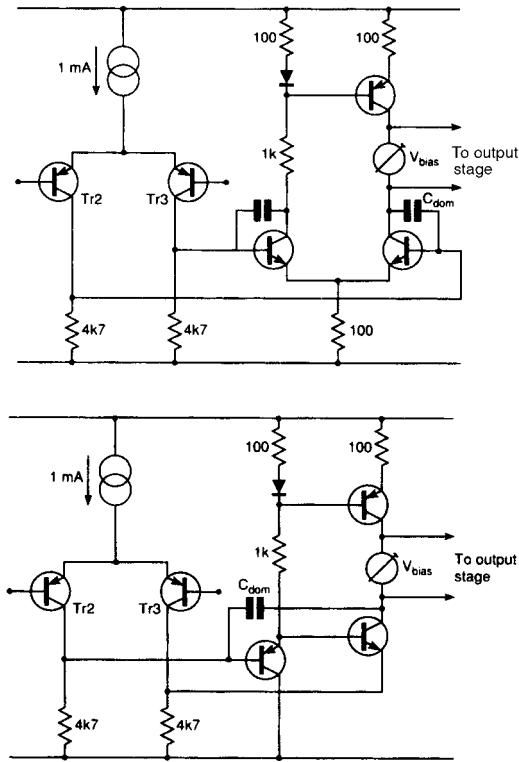 100
100
1 mA
1k
V bias
To output
stage
Tr2
Tr3
C dom
4k7
4k7
100
100
100
1 mA
1k
V bias
To output
stage
C dom
Tr2
Tr3
4k7
4k7